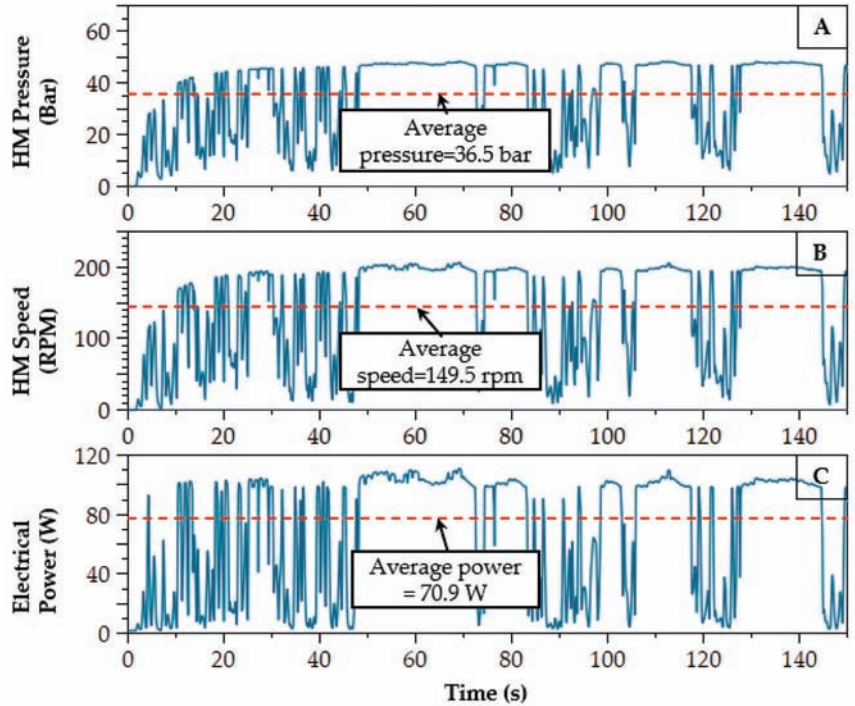 A
HM Pressure
(Bar)
60
40
20
0
Average
pressure=36.5 bar
0 20 40 60 80 100 120 140
B
HM Speed
(RPM)
200
100
0
Average
speed=149.5 rpm
0 20 40 60 80 100 120 140
C
Electrical
Power (W)
120
80
40
0
Average power
= 70.9 W
0 20 40 60 80 100 120 140
Time (s)